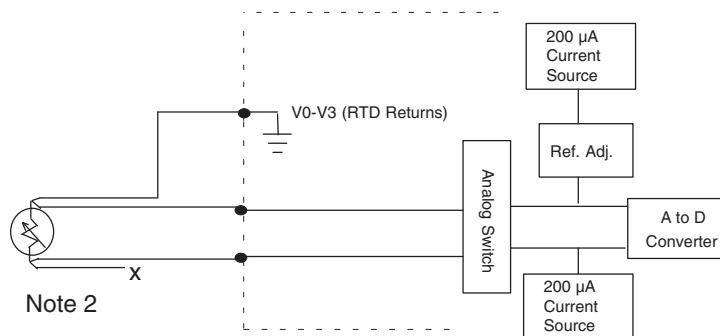 200 µA
Current
Source
V0-V3 (RTD Returns)
Ref. Adj.
Analog Switch
A to D
Converter
X
Note 2
200 µA
Current
Source